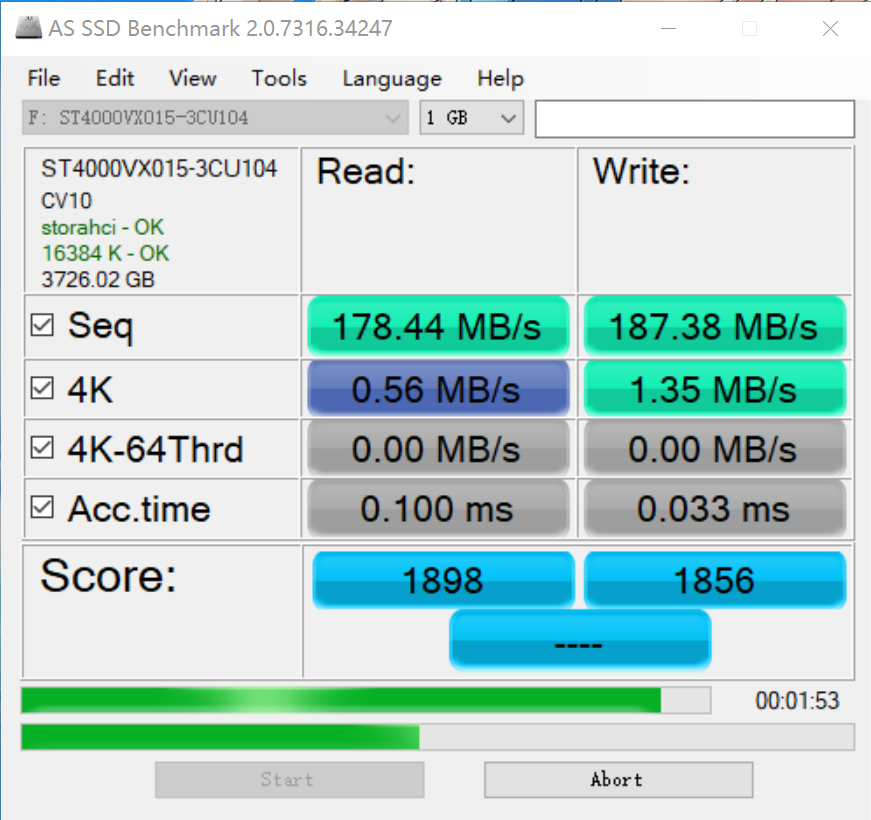 AS SSD Benchmark 2.0.7316.34247
File Edit View Tools Language Help
F: ST4000VX015-3CU104 1 GB
ST4000VX015-3CU104
CV10
storahci - OK
16384 K - OK
3726.02 GB
Read: Write:
Seq 178.44 MB/s 187.38 MB/s
4K 0.56 MB/s 1.35 MB/s
4K-64Thrd 0.00 MB/s 0.00 MB/s
Acc.time 0.100 ms 0.033 ms
Score: 1898 1856
----
00:01:53
Start Abort